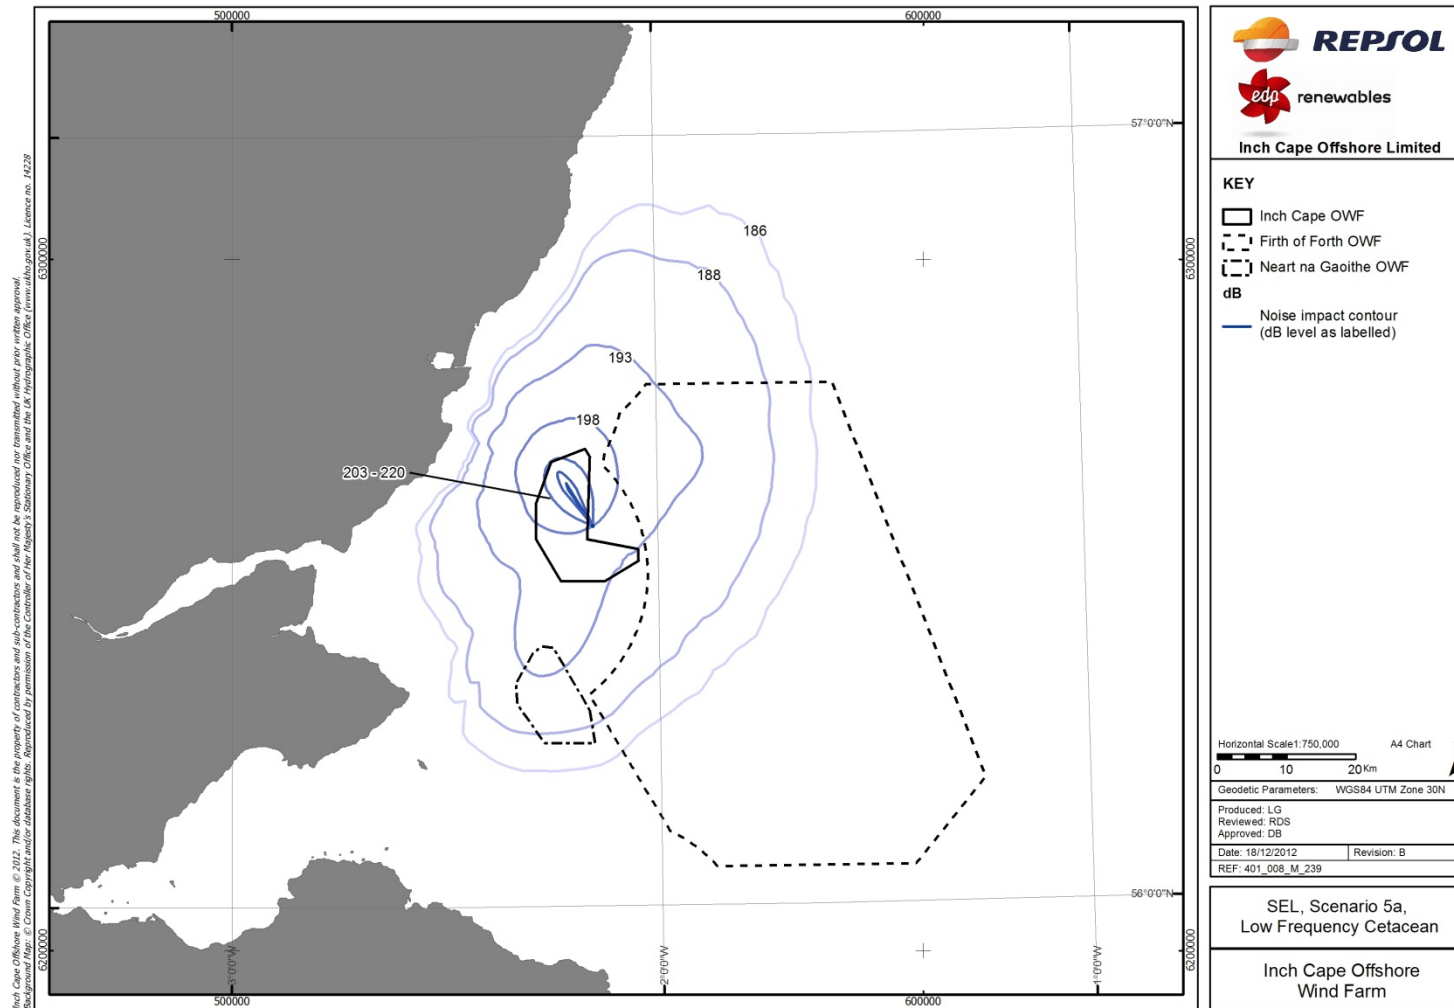 500000
600000
57°0'0"N
6300000
6300000
186
188
193
198
203 - 220
56°0'0"N
6200000
6200000
3°0'0"W
2°0'0"W
1°0'0"W
500000
600000
Inch Cape Offshore Wind Farm © 2012. This document is the property of contractors and sub-contractors and shall not be reproduced nor transmitted without prior written approval.
Background Map: © Crown Copyright and/or database rights. Reproduced by permission of the Controller of Her Majesty's Stationary Office and the UK Hydrographic Office (www.ukho.gov.uk). Licence no. 14228
REPSOL
edp renewables
Inch Cape Offshore Limited
KEY
Inch Cape OWF
Firth of Forth OWF
Neart na Gaoithe OWF
dB
Noise impact contour
(dB level as labelled)
Horizontal Scale1:750,000 A4 Chart
0 10 20 Km
Geodetic Parameters: WGS84 UTM Zone 30N
Produced: LG
Reviewed: RDS
Approved: DB
Date: 18/12/2012 Revision: B
REF: 401_008_M_239
SEL, Scenario 5a,
Low Frequency Cetacean
Inch Cape Offshore
Wind Farm